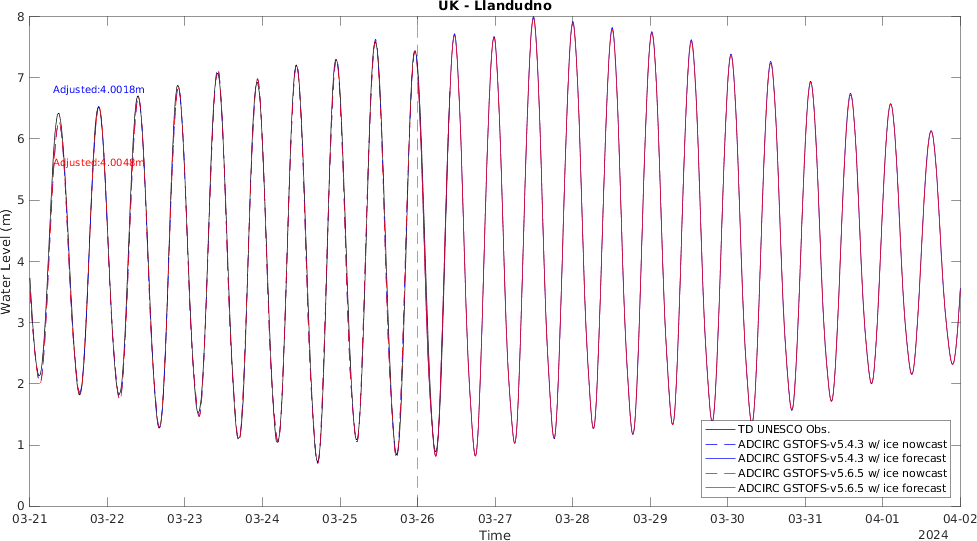 UK - Llandudno
8
7
6
5
4
3
2
1
0
Water Level (m)
Adjusted:4.0018m
Adjusted:4.0048m
TD UNESCO Obs.
ADCIRC GSTOFS-v5.4.3 w/ ice nowcast
ADCIRC GSTOFS-v5.4.3 w/ ice forecast
ADCIRC GSTOFS-v5.6.5 w/ ice nowcast
ADCIRC GSTOFS-v5.6.5 w/ ice forecast
03-21 03-22 03-23 03-24 03-25 03-26 03-27 03-28 03-29 03-30 03-31 04-01 04-02
Time
2024